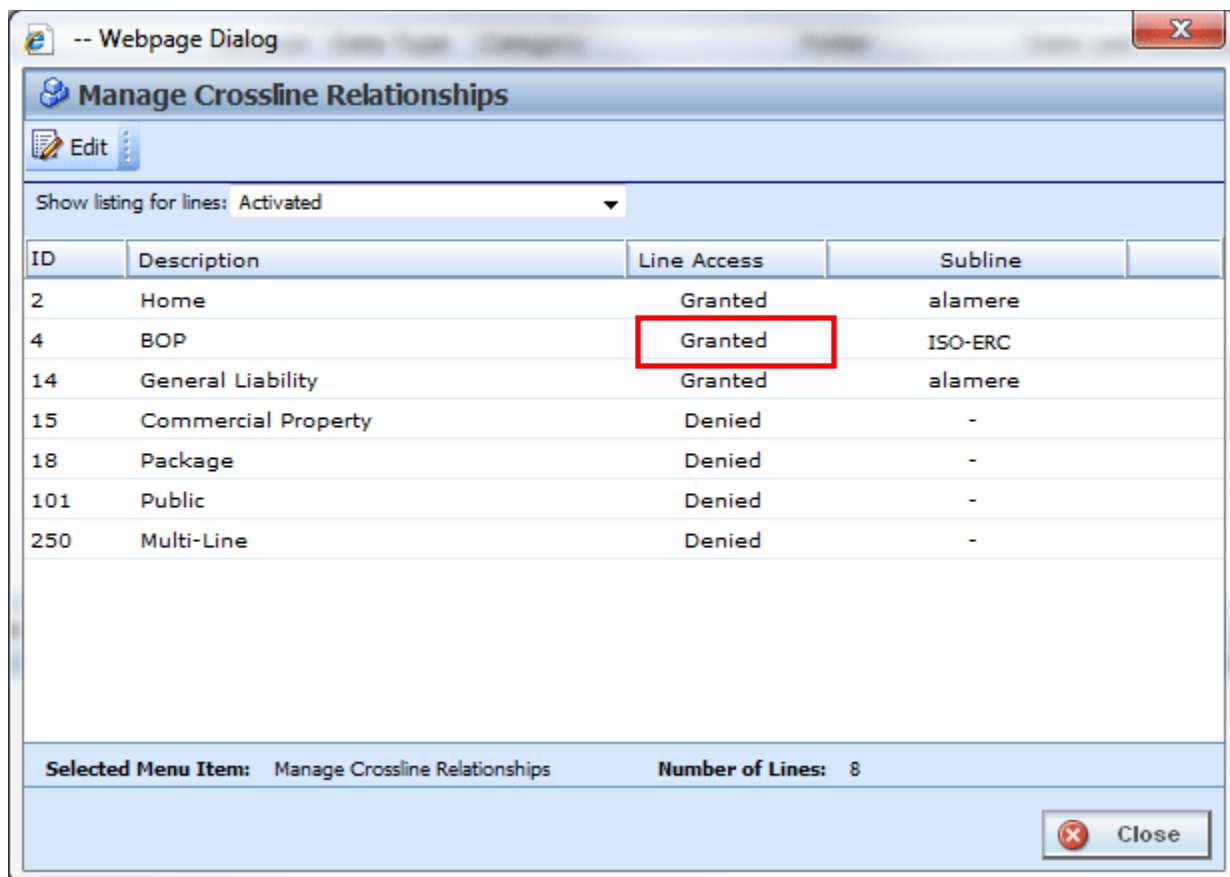 -- Webpage Dialog
Manage Crossline Relationships
Edit
Show listing for lines: Activated
ID Description Line Access Subline
2 Home Granted alamere
4 BOP Granted ISO-ERC
14 General Liability Granted alamere
15 Commercial Property Denied -
18 Package Denied -
101 Public Denied -
250 Multi-Line Denied -
Selected Menu Item: Manage Crossline Relationships Number of Lines: 8
Close